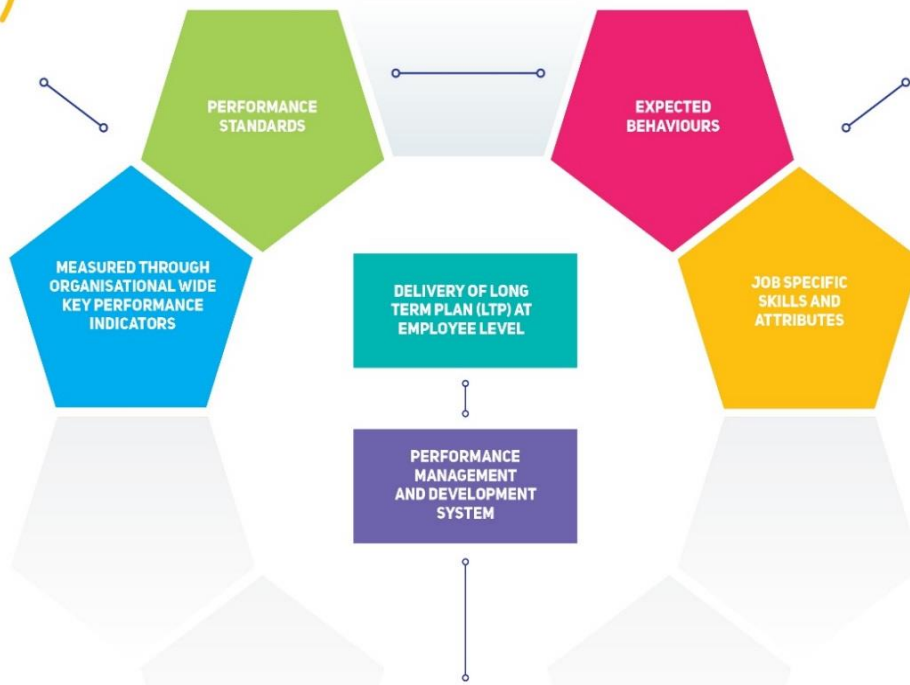 PERFORMANCE
STANDARDS
EXPECTED
BEHAVIOURS
MEASURED THROUGH
ORGANISATIONAL WIDE
KEY PERFORMANCE
INDICATORS
DELIVERY OF LONG
TERM PLAN (LTP) AT
EMPLOYEE LEVEL
JOB SPECIFIC
SKILLS AND
ATTRIBUTES
PERFORMANCE
MANAGEMENT
AND DEVELOPMENT
SYSTEM